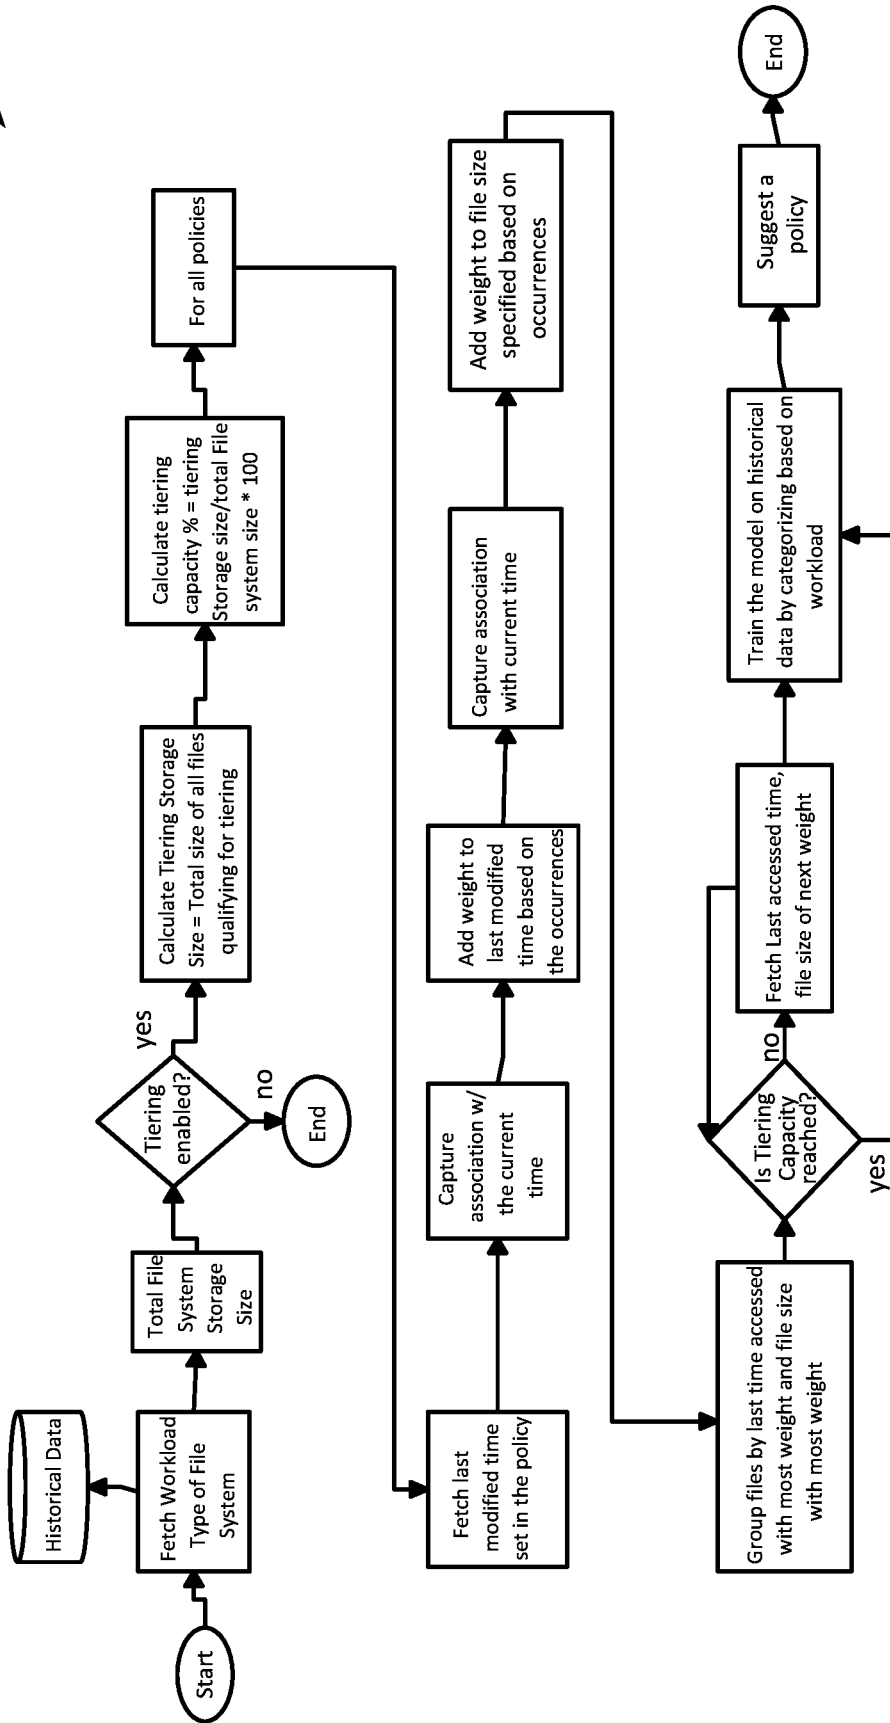 Start
Historical Data
Fetch Workload
Type of File
System
Total File
System
Storage
Size
Tiering
enabled?
yes
no
End
Calculate Tiering Storage
Size = Total size of all files
qualifying for tiering
Calculate tiering
capacity % = tiering
Storage size/total File
system size * 100
For all policies
Fetch last
modified time
set in the policy
Capture
association w/
the current
time
Add weight to
last modified
time based on
the occurrences
Capture association
with current time
Add weight to file size
specified based on
occurrences
Group files by last time accessed
with most weight and file size
with most weight
Is Tiering
Capacity
reached?
no
yes
Fetch Last accessed time,
file size of next weight
Train the model on historical
data by categorizing based on
workload
Suggest a
policy
End